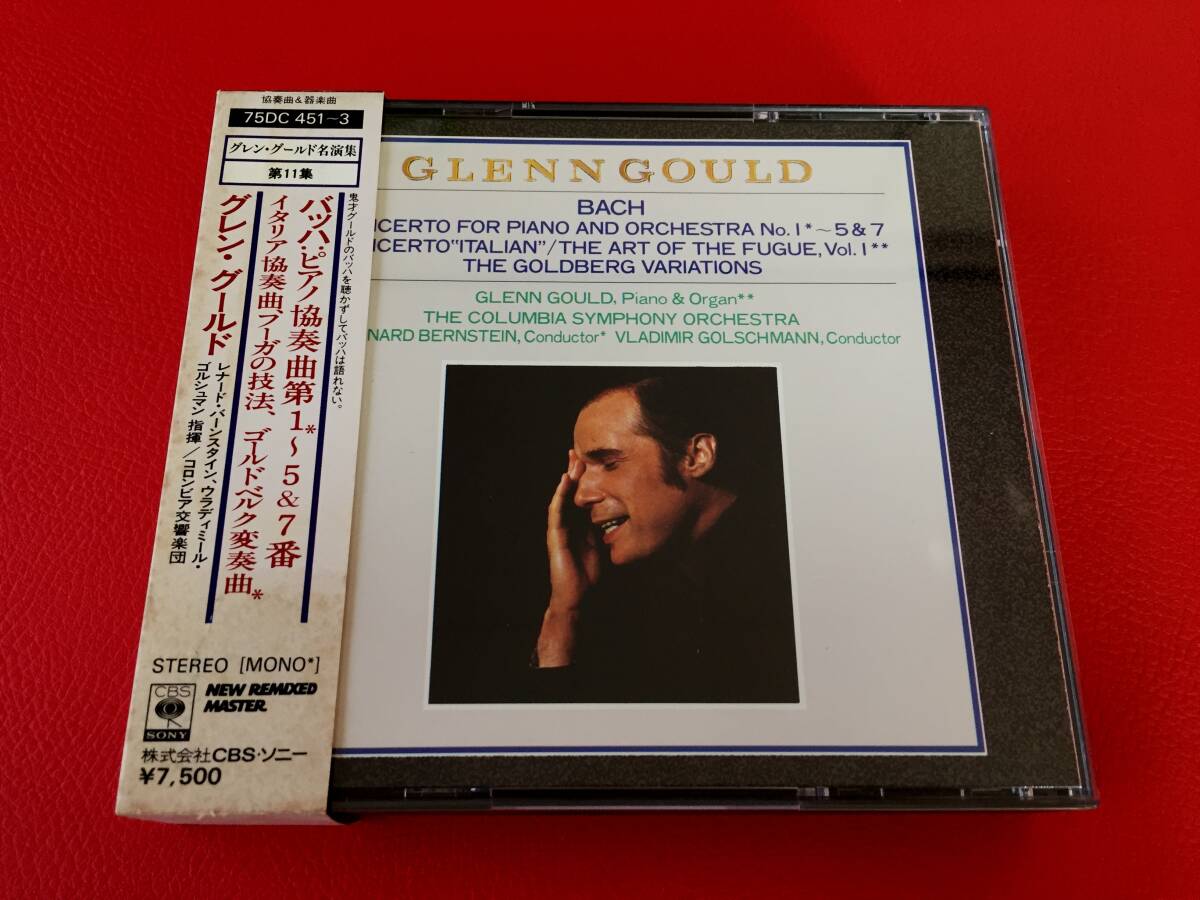 協奏曲&器楽曲
75DC 451~3
グレン・グールド名演集
第11集
鬼才グールドのバッハを聴かずしてバッハは語れない。
バッハ:ピアノ協奏曲第1*~5&7番
イタリア協奏曲、フーガの技法、ゴールドベルク変奏曲*
グレン・グールド
レナード・バーンスタイン、ウラディミール・
ゴルシュマン 指揮/コロンビア交響楽団
STEREO [MONO*]
CBS
SONY
NEW REMIXED
MASTER
株式会社CBS・ソニー
¥7,500
GLENN GOULD
BACH
NCERTO FOR PIANO AND ORCHESTRA No. 1*~5&7
NCERTO "ITALIAN"/THE ART OF THE FUGUE, Vol. 1**
THE GOLDBERG VARIATIONS
GLENN GOULD, Piano & Organ**
THE COLUMBIA SYMPHONY ORCHESTRA
NARD BERNSTEIN, Conductor* VLADIMIR GOLSCHMANN, Conductor